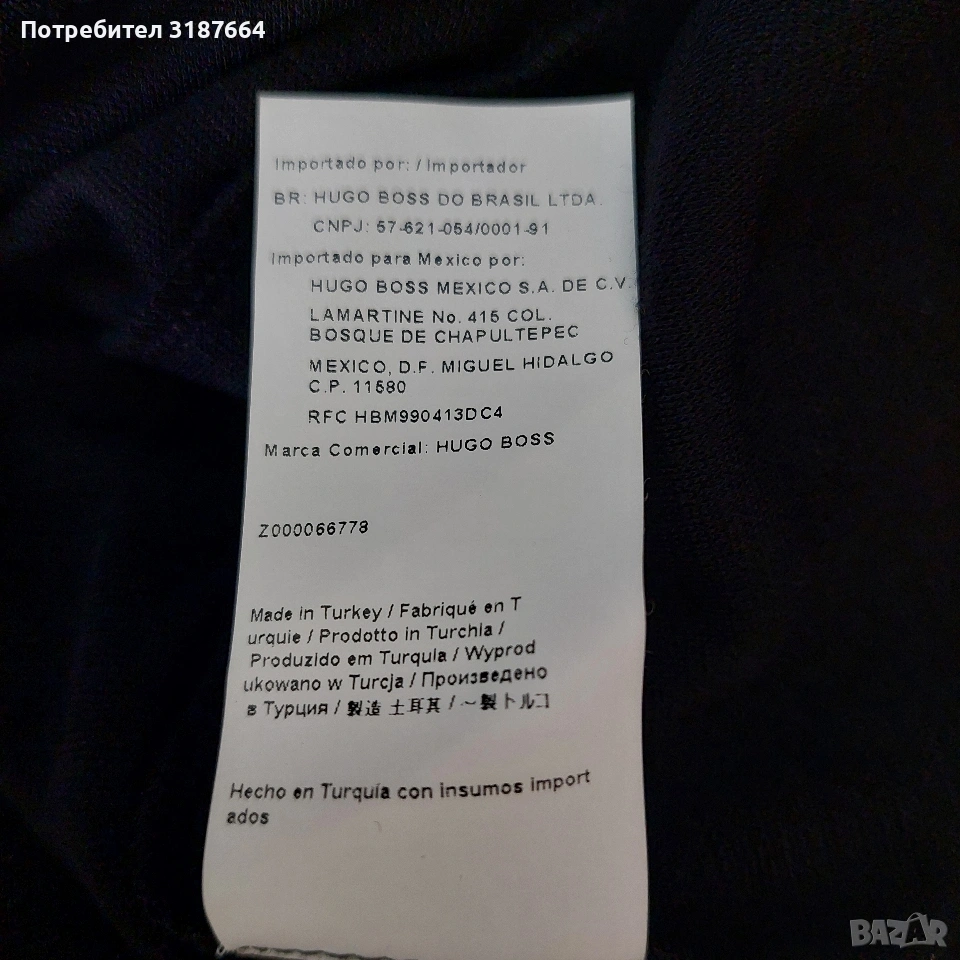 Потребител 3187664
Importado por: / Importador
BR: HUGO BOSS DO BRASIL LTDA.
CNPJ: 57-621-054/0001-91
Importado para Mexico por:
HUGO BOSS MEXICO S.A. DE C.V.
LAMARTINE No. 415 COL.
BOSQUE DE CHAPULTEPEC
MEXICO, D.F. MIGUEL HIDALGO
C.P. 11580
RFC HBM990413DC4
Marca Comercial: HUGO BOSS
Z000066778
Made in Turkey / Fabriqué en T
urquie / Prodotto in Turchia /
Produzido em Turquia / Wyprod
ukowano w Turcja / Произведено
в Турция / 製造 土耳其 / ～製トルコ
Hecho en Turquía con insumos import
ados
BAZAR